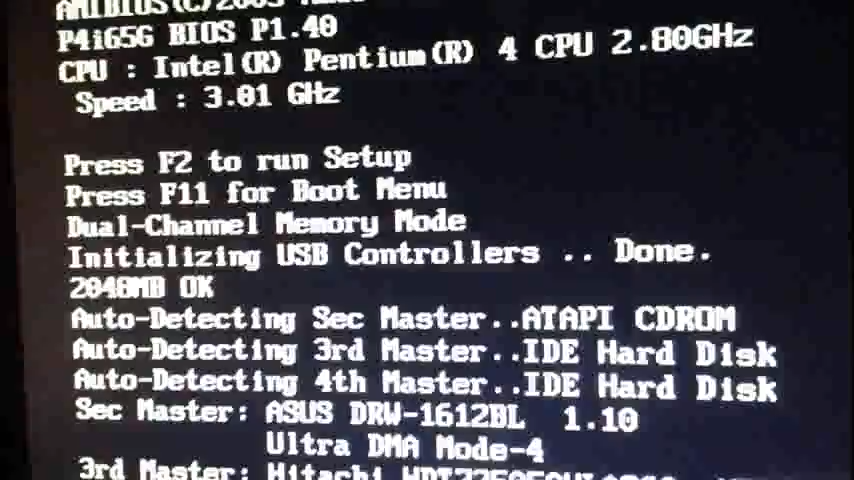 AMIBIOS(C)2003
P4i65G BIOS P1.40
CPU : Intel(R) Pentium(R) 4 CPU 2.80GHz
Speed : 3.01 GHz
Press F2 to run Setup
Press F11 for Boot Menu
Dual-Channel Memory Mode
Initializing USB Controllers .. Done.
2048MB OK
Auto-Detecting Sec Master..ATAPI CDROM
Auto-Detecting 3rd Master..IDE Hard Disk
Auto-Detecting 4th Master..IDE Hard Disk
Sec Master: ASUS DRW-1612BL 1.10
Ultra DMA Mode-4
3rd Master: Hitachi